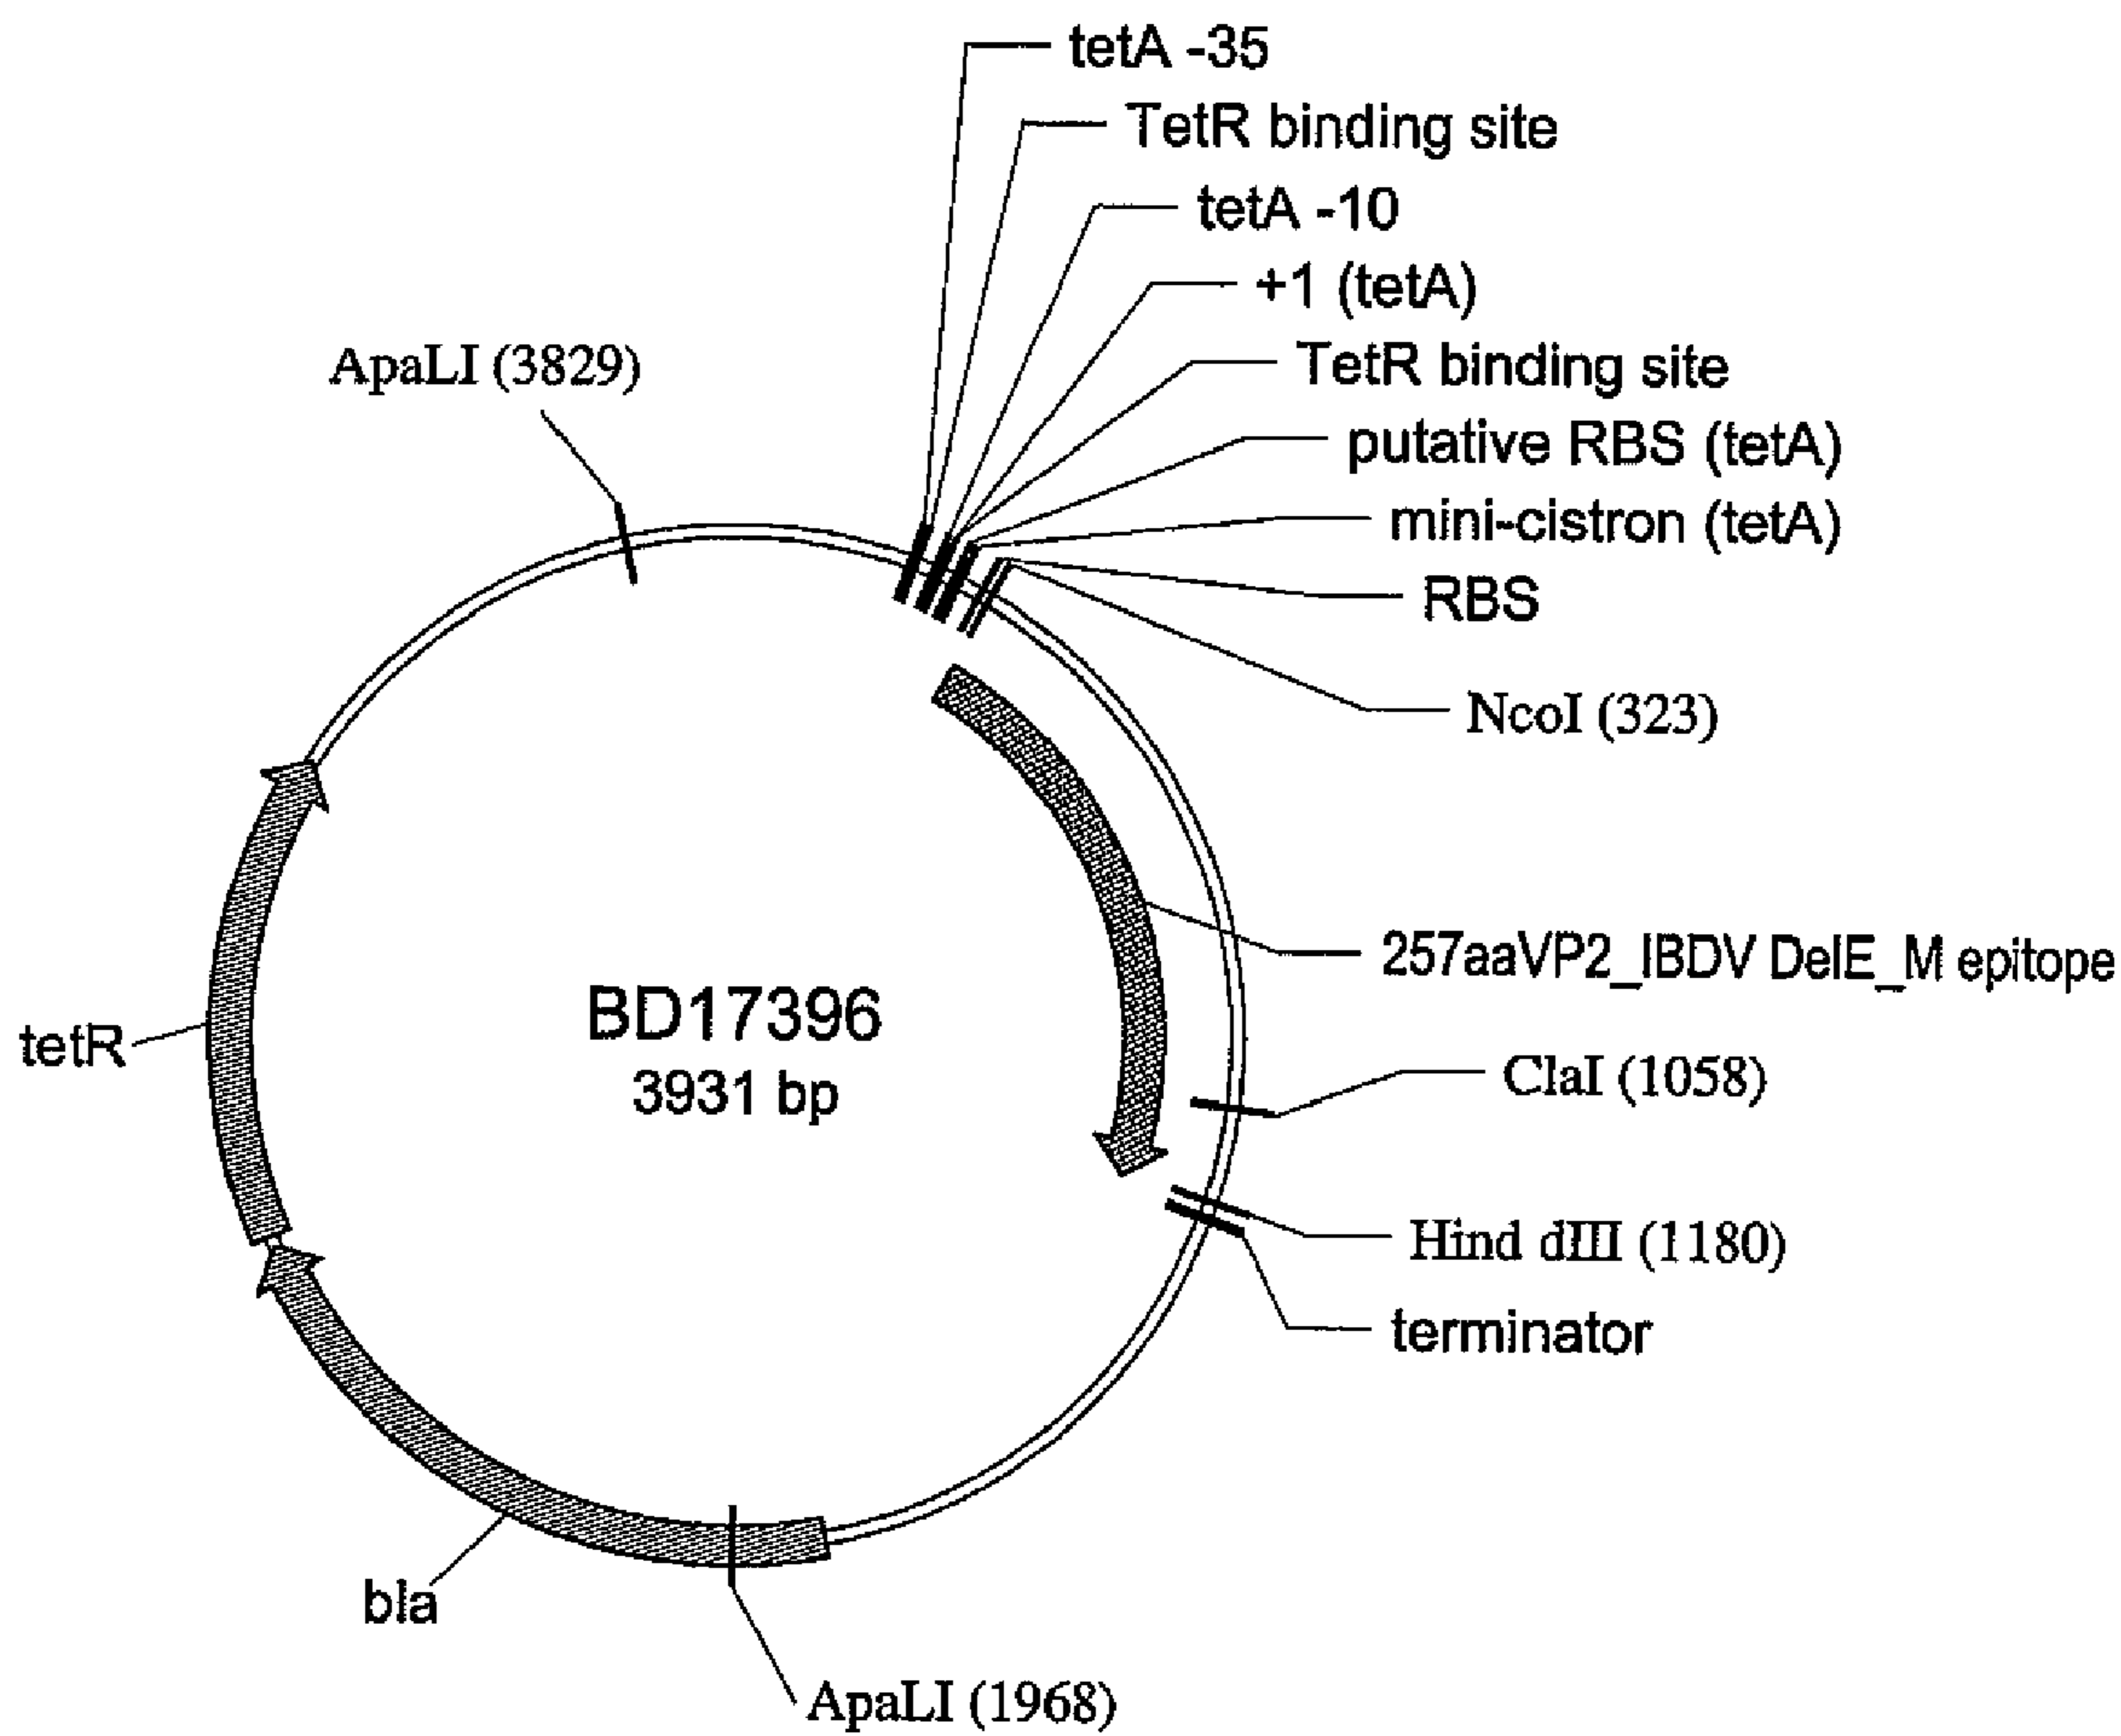 tetA -35
TetR binding site
tetA -10
+1 (tetA)
TetR binding site
ApaLI (3829)
putative RBS (tetA)
mini-cistron (tetA)
RBS
NcoI (323)
257aaVP2_IBDV DelE_M epitope
BD17396
3931 bp
tetR
ClaI (1058)
Hind dIII (1180)
terminator
bla
ApaLI (1968)